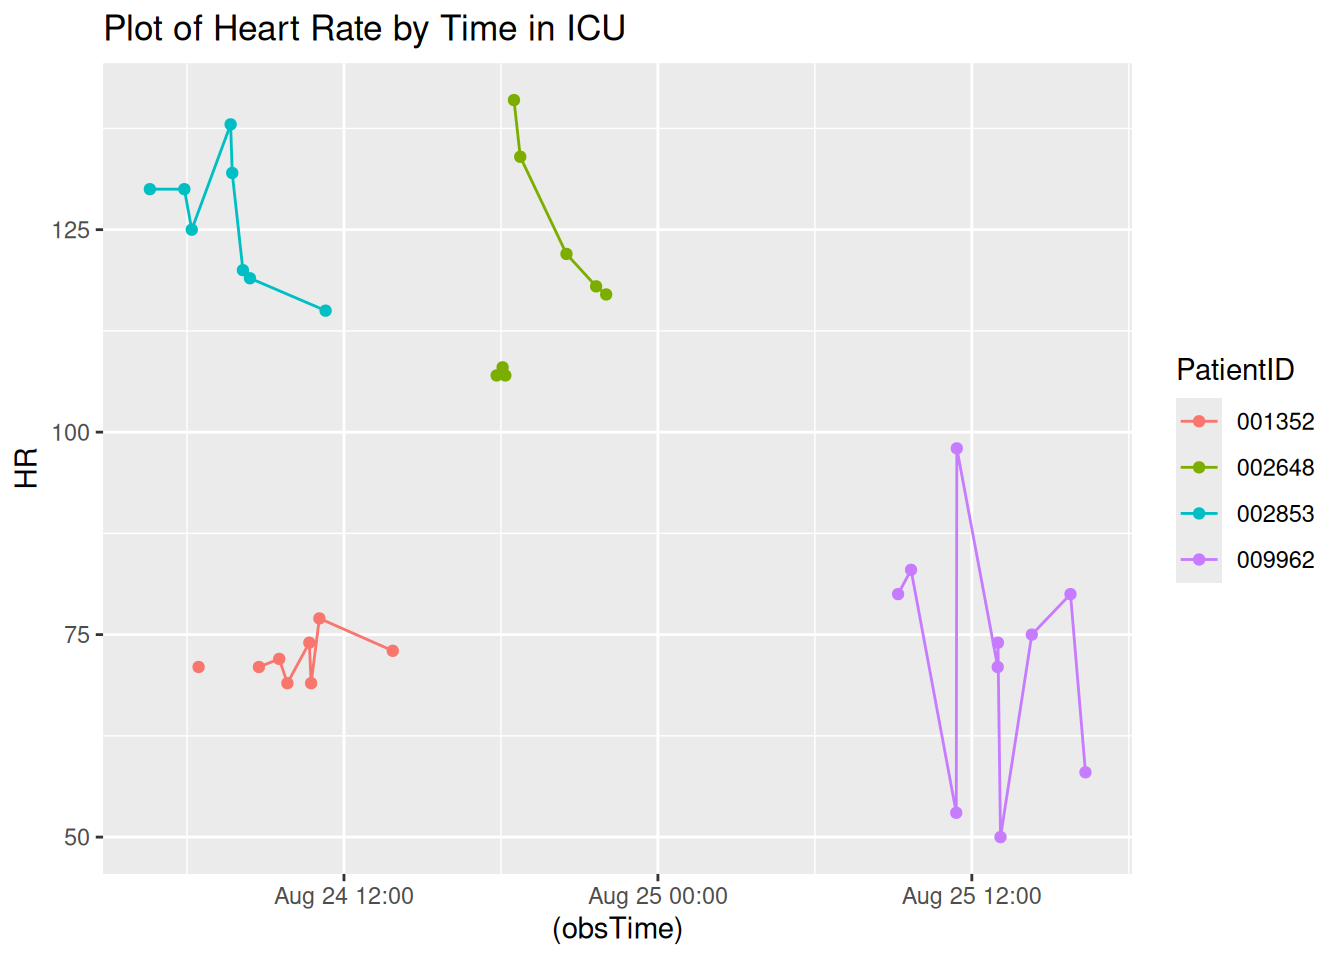 Plot of Heart Rate by Time in ICU
125
100
75
50
HR
Aug 24 12:00
Aug 25 00:00
Aug 25 12:00
(obsTime)
PatientID
001352
002648
002853
009962